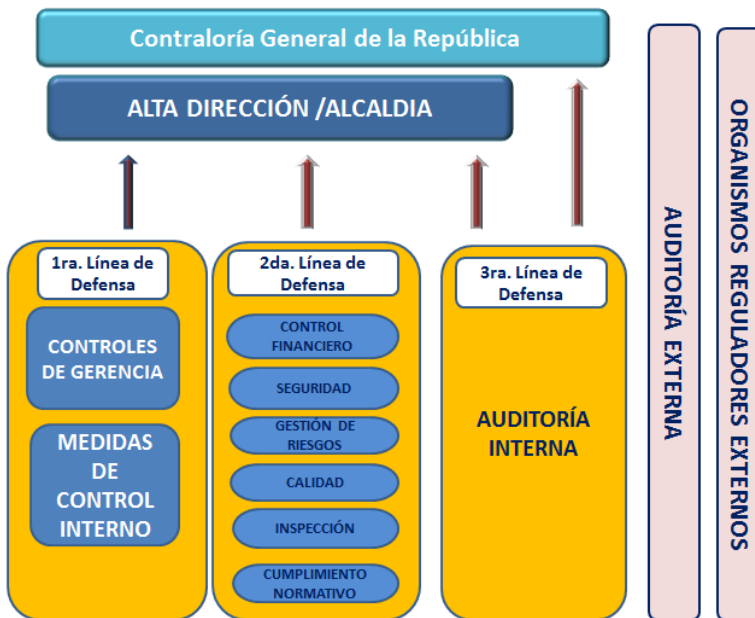 Contraloría General de la República
ALTA DIRECCIÓN /ALCALDIA
1ra. Línea de
Defensa
CONTROLES
DE GERENCIA
MEDIDAS
DE
CONTROL
INTERNO
2da. Línea de
Defensa
CONTROL
FINANCIERO
SEGURIDAD
GESTIÓN DE
RIESGOS
CALIDAD
INSPECCIÓN
CUMPLIMIENTO
NORMATIVO
3ra. Línea de
Defensa
AUDITORÍA
INTERNA
AUDITORÍA EXTERNA
ORGANISMOS REGULADORES EXTERNOS